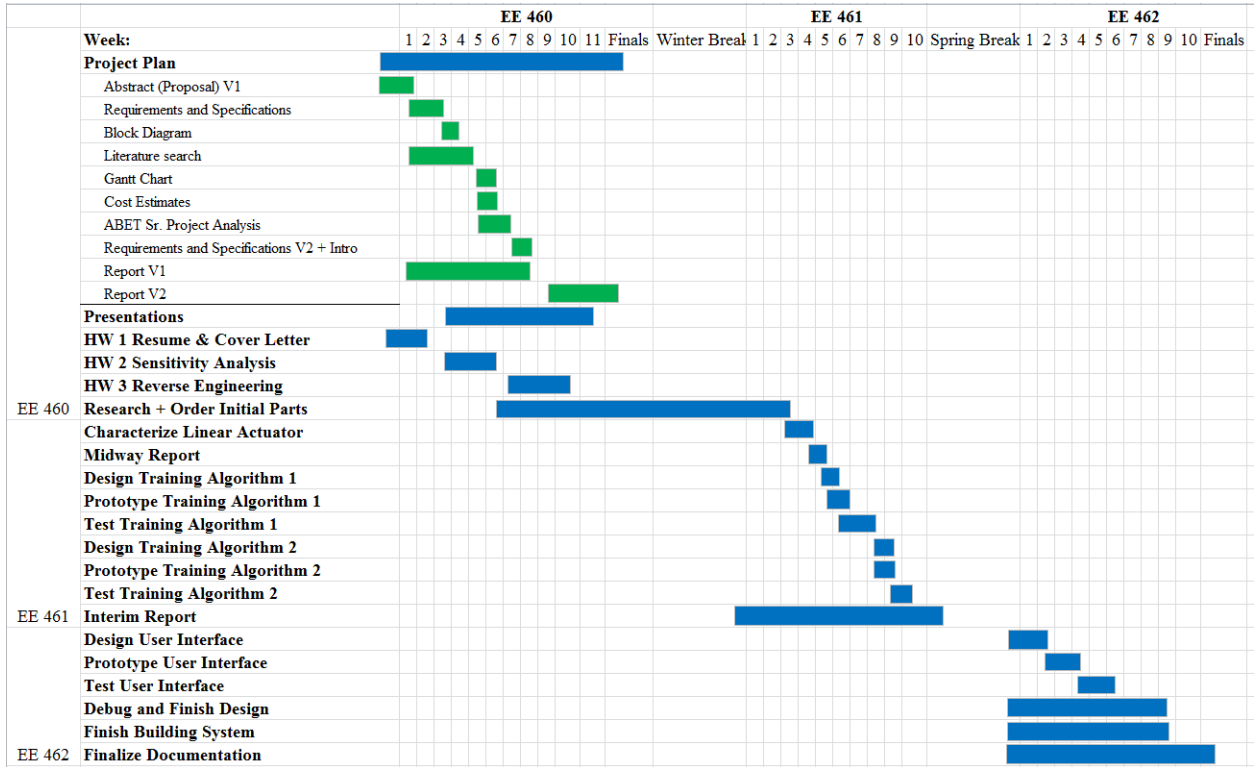 EE 460 EE 461 EE 462
Week: 1 2 3 4 5 6 7 8 9 10 11 Finals Winter Break 1 2 3 4 5 6 7 8 9 10 Spring Break 1 2 3 4 5 6 7 8 9 10 Finals
Project Plan
Abstract (Proposal) V1
Requirements and Specifications
Block Diagram
Literature search
Gantt Chart
Cost Estimates
ABET Sr. Project Analysis
Requirements and Specifications V2 + Intro
Report V1
Report V2
Presentations
HW 1 Resume & Cover Letter
HW 2 Sensitivity Analysis
HW 3 Reverse Engineering
EE 460 Research + Order Initial Parts
Characterize Linear Actuator
Midway Report
Design Training Algorithm 1
Prototype Training Algorithm 1
Test Training Algorithm 1
Design Training Algorithm 2
Prototype Training Algorithm 2
Test Training Algorithm 2
EE 461 Interim Report
Design User Interface
Prototype User Interface
Test User Interface
Debug and Finish Design
Finish Building System
EE 462 Finalize Documentation